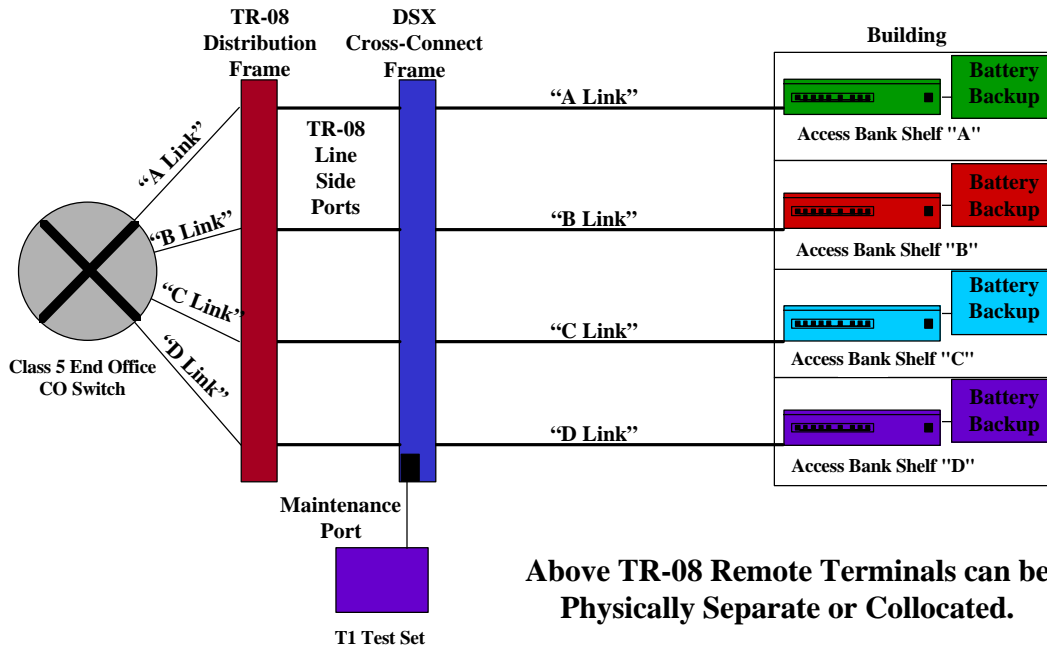 TR-08
Distribution
Frame
DSX
Cross-Connect
Frame
Building
“A Link”
“B Link”
“C Link”
“D Link”
TR-08
Line
Side
Ports
“A Link”
“B Link”
“C Link”
“D Link”
Battery
Backup
Access Bank Shelf "A"
Battery
Backup
Access Bank Shelf "B"
Battery
Backup
Access Bank Shelf "C"
Battery
Backup
Access Bank Shelf "D"
Class 5 End Office
CO Switch
Maintenance
Port
T1 Test Set
Above TR-08 Remote Terminals can be
Physically Separate or Collocated.